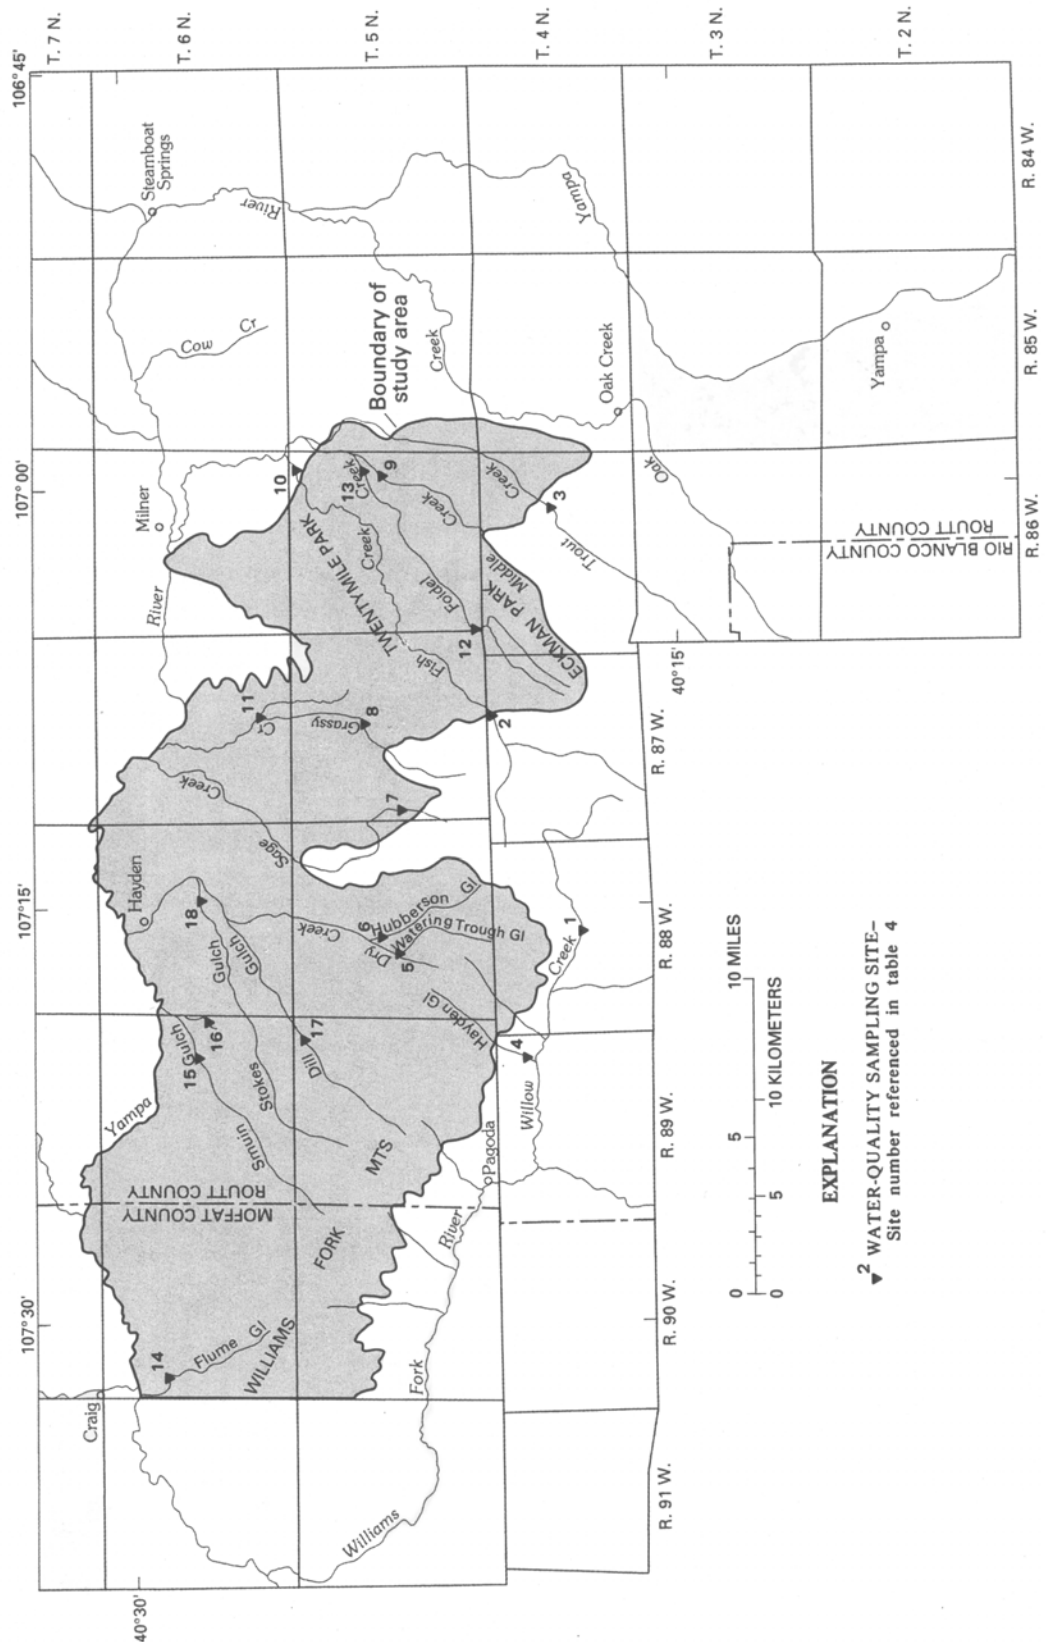 107°30'
107°15'
107°00'
106°45'
T. 7 N.
T. 6 N.
T. 5 N.
T. 4 N.
T. 3 N.
T. 2 N.
40°30'
40°15'
Craig
Yampa
Hayden
River
Milner
Steamboat
Springs
Cow Cr
River
14
Flume Gl
WILLIAMS
FORK
MTS
MOFFAT COUNTY
ROUTT COUNTY
15
Gulch
16
Smuin
Stokes
Gulch
18
Dill
Gulch
17
Creek
Sage
Creek
11
Cr
Grassy
8
7
6
Hubberson Gl
Dry
5
Watering Trough Gl
Hayden Gl
4
1
Creek
Willow
Pagoda
River
Fork
Williams
10
TWENTYMILE PARK
Creek
13
9
Creek
Foidel
Creek
Fish
12
2
Middle
Creek
ECKMAN PARK
3
Trout
Boundary of
study area
Creek
Oak Creek
Oak
Yampa
Yampa
RIO BLANCO COUNTY
ROUTT COUNTY
R. 91 W.
R. 90 W.
R. 89 W.
R. 88 W.
R. 87 W.
R. 86 W.
R. 85 W.
R. 84 W.
0 5 10 MILES
0 5 10 KILOMETERS
EXPLANATION
2 WATER-QUALITY SAMPLING SITE–
Site number referenced in table 4